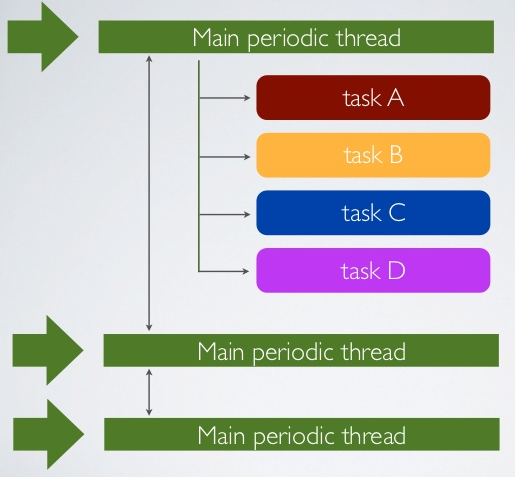 Main periodic thread
task A
task B
task C
task D
Main periodic thread
Main periodic thread